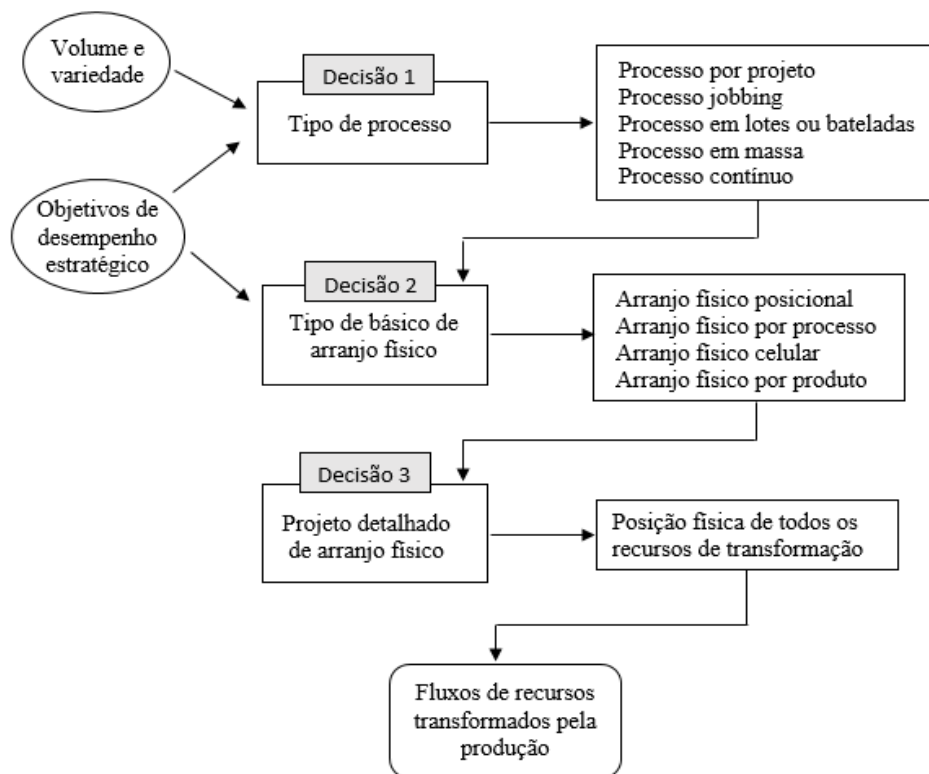 Volume e
variedade
Decisão 1
Tipo de processo
Processo por projeto
Processo jobbing
Processo em lotes ou bateladas
Processo em massa
Processo contínuo
Objetivos de
desempenho
estratégico
Decisão 2
Tipo de básico de
arranjo físico
Arranjo físico posicional
Arranjo físico por processo
Arranjo físico celular
Arranjo físico por produto
Decisão 3
Projeto detalhado
de arranjo físico
Posição física de todos os
recursos de transformação
Fluxos de recursos
transformados pela
produção